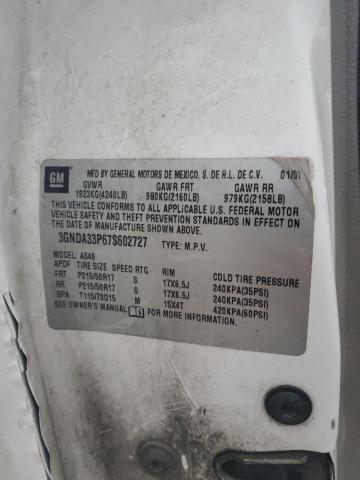 GM
MFD BY GENERAL MOTORS DE MEXICO, S. DE R.L. DE C.V. 01/07
GVWR GAWR FRT GAWR RR
1923KG(4240LB) 980KG(2160LB) 979KG(2158LB)
THIS VEHICLE CONFORMS TO ALL APPLICABLE U.S. FEDERAL MOTOR
VEHICLE SAFETY AND THEFT PREVENTION STANDARDS IN EFFECT ON
THE DATE OF MANUFACTURE SHOWN ABOVE.
3GNDA33P67S602727 TYPE: M.P.V.
MODEL: AS46
APDF TIRE SIZE SPEED RTG RIM COLD TIRE PRESSURE
FRT P215/50R17 S 17X6.5J 240KPA(35PSI)
RR P215/50R17 S 17X6.5J 240KPA(35PSI)
SPA T115/70D15 M 15X4T 420KPA(60PSI)
SEE OWNER'S MANUAL FOR MORE INFORMATION.